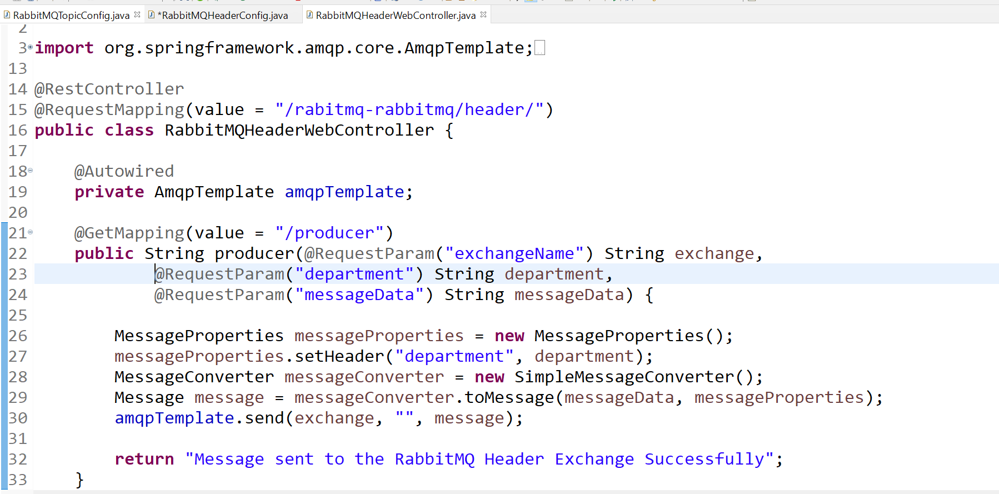 RabbitMQTopicConfig.java *RabbitMQHeaderConfig.java RabbitMQHeaderWebController.java
2
3 import org.springframework.amqp.core.AmqpTemplate;
13
14 @RestController
15 @RequestMapping(value = "/rabitmq-rabbitmq/header/")
16 public class RabbitMQHeaderWebController {
17
18     @Autowired
19     private AmqpTemplate amqpTemplate;
20
21     @GetMapping(value = "/producer")
22     public String producer(@RequestParam("exchangeName") String exchange,
23             @RequestParam("department") String department,
24             @RequestParam("messageData") String messageData) {
25
26         MessageProperties messageProperties = new MessageProperties();
27         messageProperties.setHeader("department", department);
28         MessageConverter messageConverter = new SimpleMessageConverter();
29         Message message = messageConverter.toMessage(messageData, messageProperties);
30         amqpTemplate.send(exchange, "", message);
31
32         return "Message sent to the RabbitMQ Header Exchange Successfully";
33     }